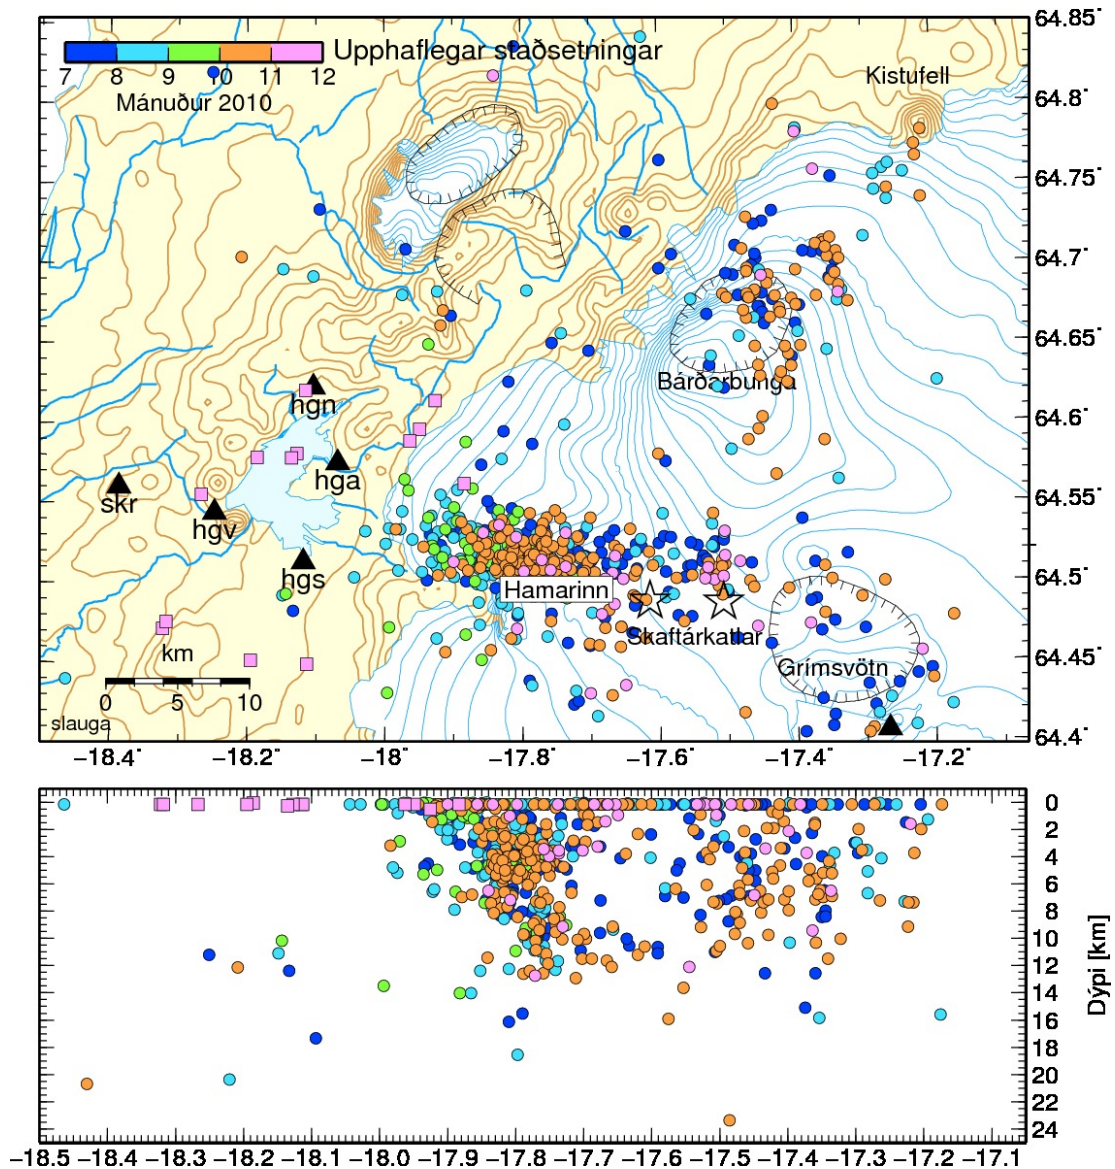 64.85˚
Upphaflegar staðsetningar
7 8 9 10 11 12
Mánuður 2010
Kistufell
64.8˚
64.75˚
64.7˚
64.65˚
Bárðarbunga
hgn
64.6˚
hga
skr
hgv
64.55˚
hgs
Hamarinn
64.5˚
Skaftárkatlar
km
Grímsvötn
64.45˚
0 5 10
slauga
64.4˚
−18.4˚ −18.2˚ −18˚ −17.8˚ −17.6˚ −17.4˚ −17.2˚
0
2
4
6
8
10
12
14
16
18
20
22
24
Dýpi [km]
−18.5 −18.4 −18.3 −18.2 −18.1 −18.0 −17.9 −17.8 −17.7 −17.6 −17.5 −17.4 −17.3 −17.2 −17.1